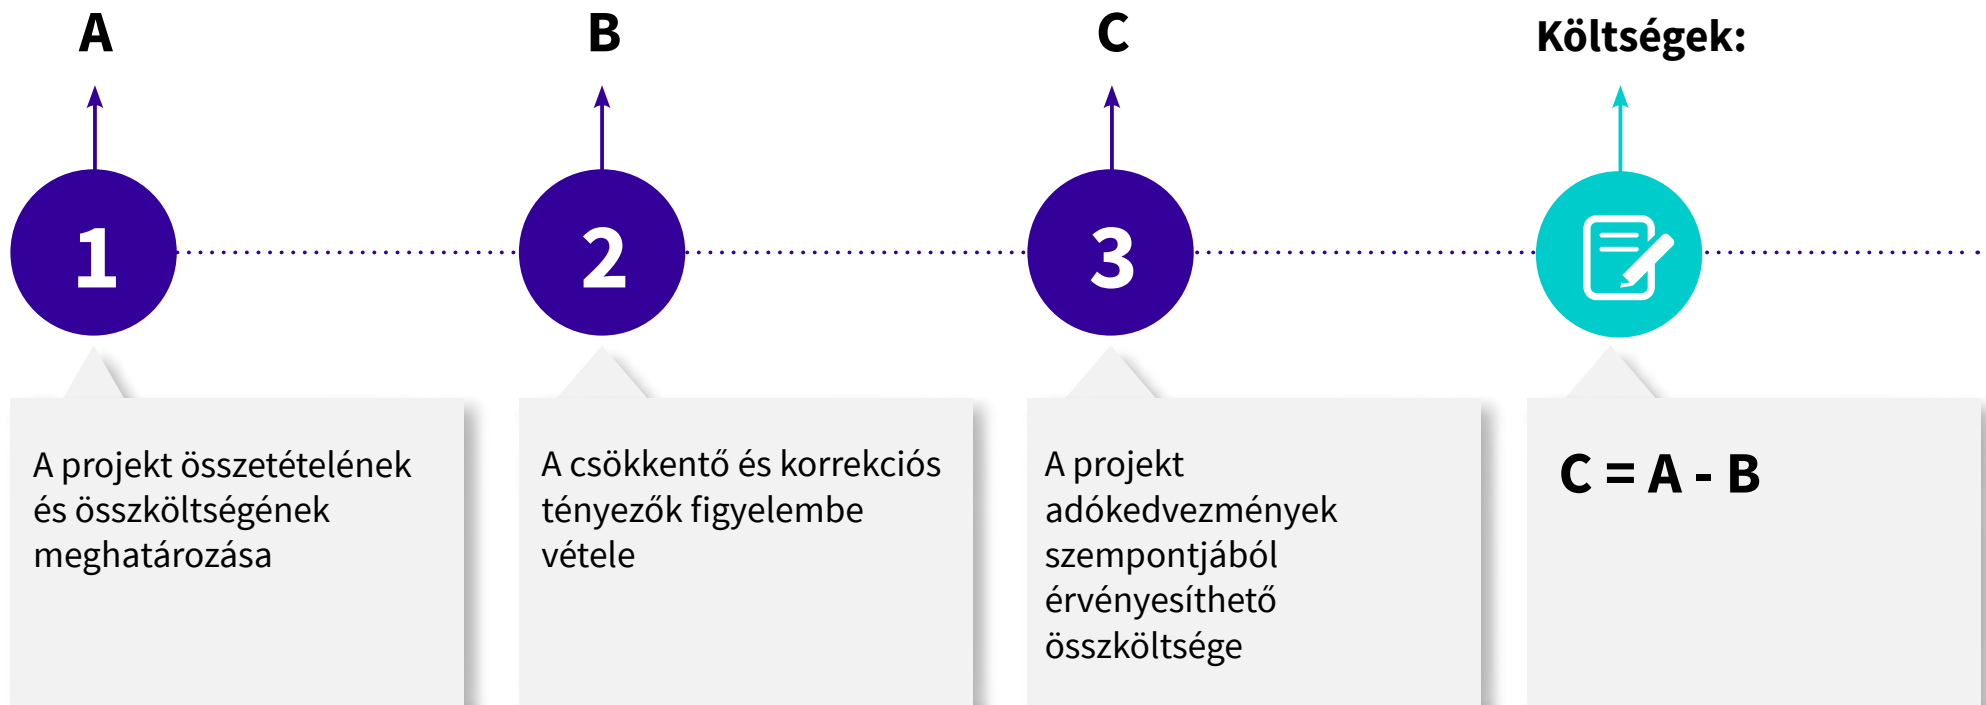 A
B
C
Költségek:
1
2
3
A projekt összetételének
és összköltségének
meghatározása
A csökkentő és korrekciós
tényezők figyelembe
vétele
A projekt
adókedvezmények
szempontjából
érvényesíthető
összköltsége
C = A - B